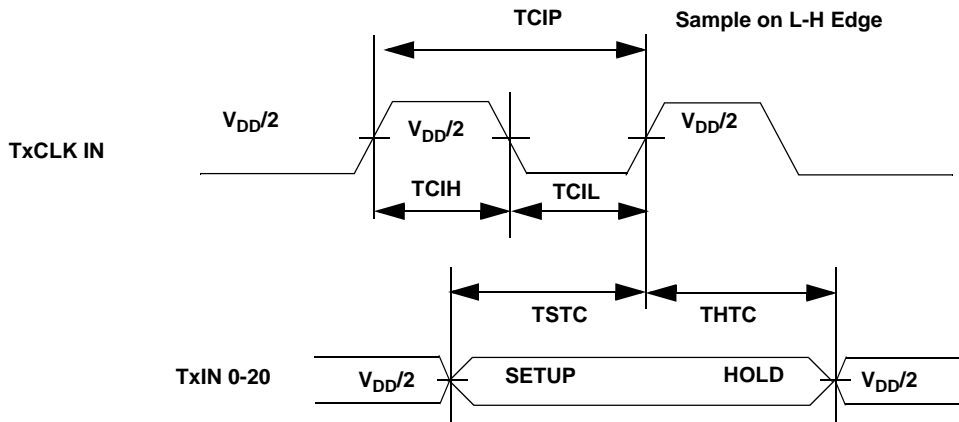 TCIP
Sample on L-H Edge
V_DD/2
V_DD/2
V_DD/2
TxCLK IN
TCIH
TCIL
TSTC
THTC
TxIN 0-20
V_DD/2
SETUP
HOLD
V_DD/2